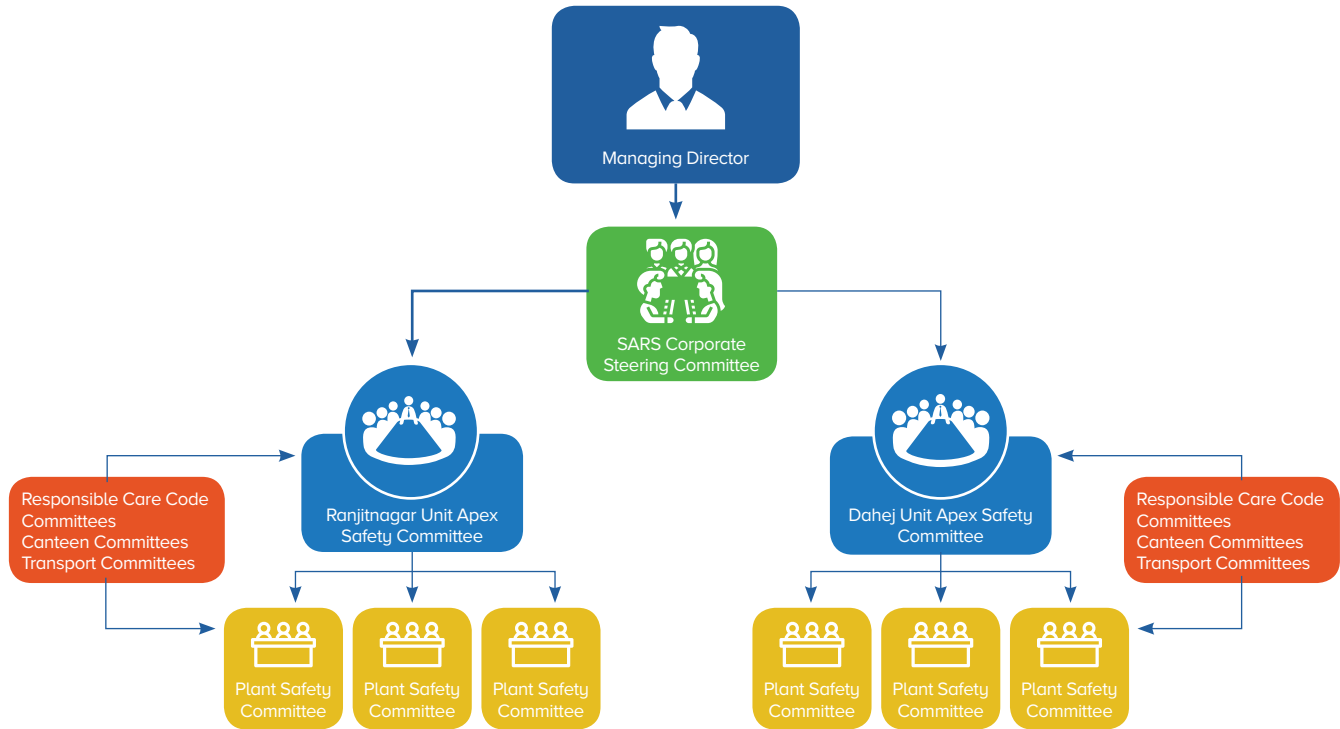 Managing Director
SARS Corporate
Steering Committee
Ranjitnagar Unit Apex
Safety Committee
Dahej Unit Apex Safety
Committee
Responsible Care Code
Committees
Canteen Committees
Transport Committees
Responsible Care Code
Committees
Canteen Committees
Transport Committees
Plant Safety
Committee
Plant Safety
Committee
Plant Safety
Committee
Plant Safety
Committee
Plant Safety
Committee
Plant Safety
Committee